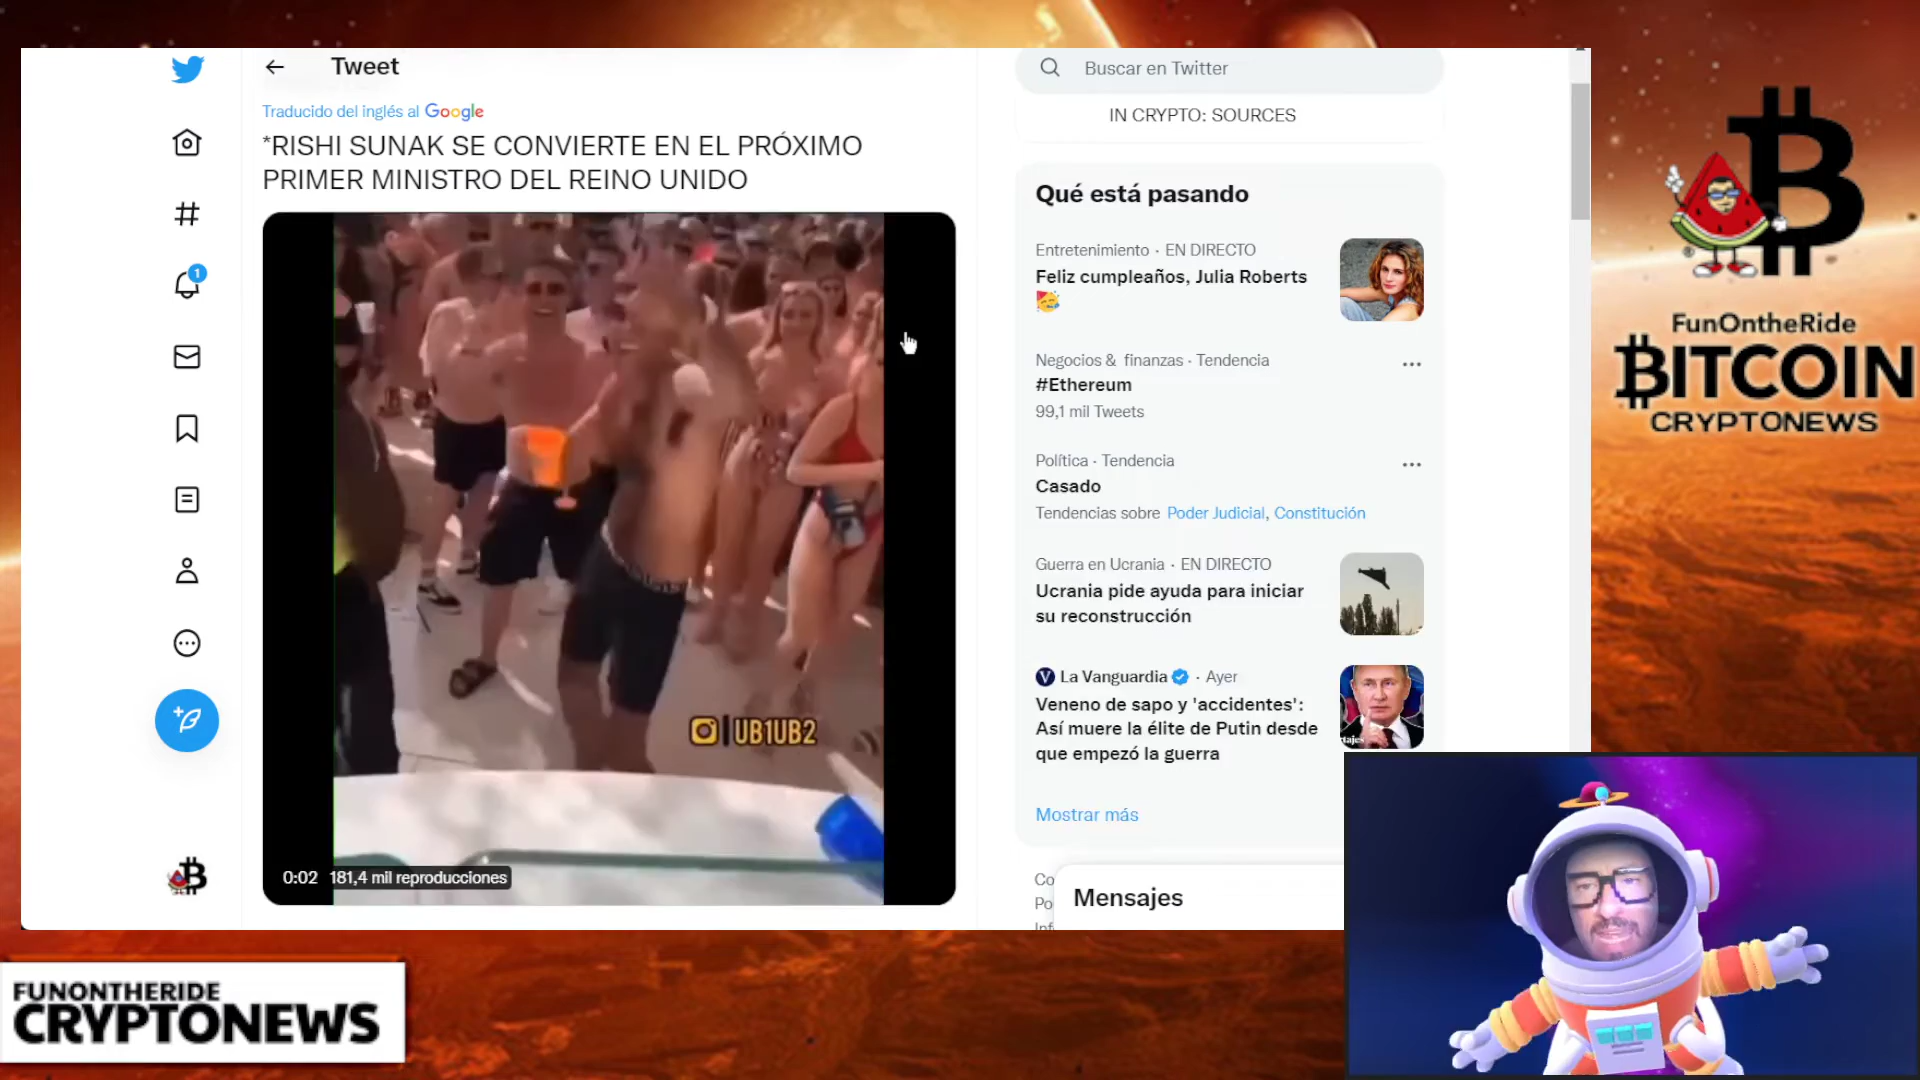 Tweet
Traducido del inglés al Google
*RISHI SUNAK SE CONVIERTE EN EL PRÓXIMO
PRIMER MINISTRO DEL REINO UNIDO
UB1UB2
0:02 181,4 mil reproducciones
1
Buscar en Twitter
IN CRYPTO: SOURCES
Qué está pasando
Entretenimiento · EN DIRECTO
Feliz cumpleaños, Julia Roberts
🥳
Negocios & finanzas · Tendencia
#Ethereum
99,1 mil Tweets
Política · Tendencia
Casado
Tendencias sobre Poder Judicial, Constitución
Guerra en Ucrania · EN DIRECTO
Ucrania pide ayuda para iniciar
su reconstrucción
La Vanguardia · Ayer
Veneno de sapo y 'accidentes':
Así muere la élite de Putin desde
que empezó la guerra
Mostrar más
Co
Po
Mensajes
FunOntheRide
BITCOIN
CRYPTONEWS
FUNONTHERIDE
CRYPTONEWS